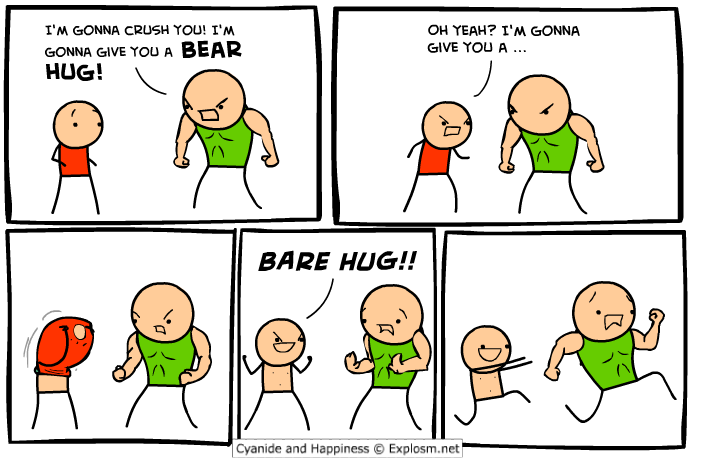 I'M GONNA CRUSH YOU! I'M
GONNA GIVE YOU A BEAR
HUG!
OH YEAH? I'M GONNA
GIVE YOU A ...
BARE HUG!!
Cyanide and Happiness © Explosm.net